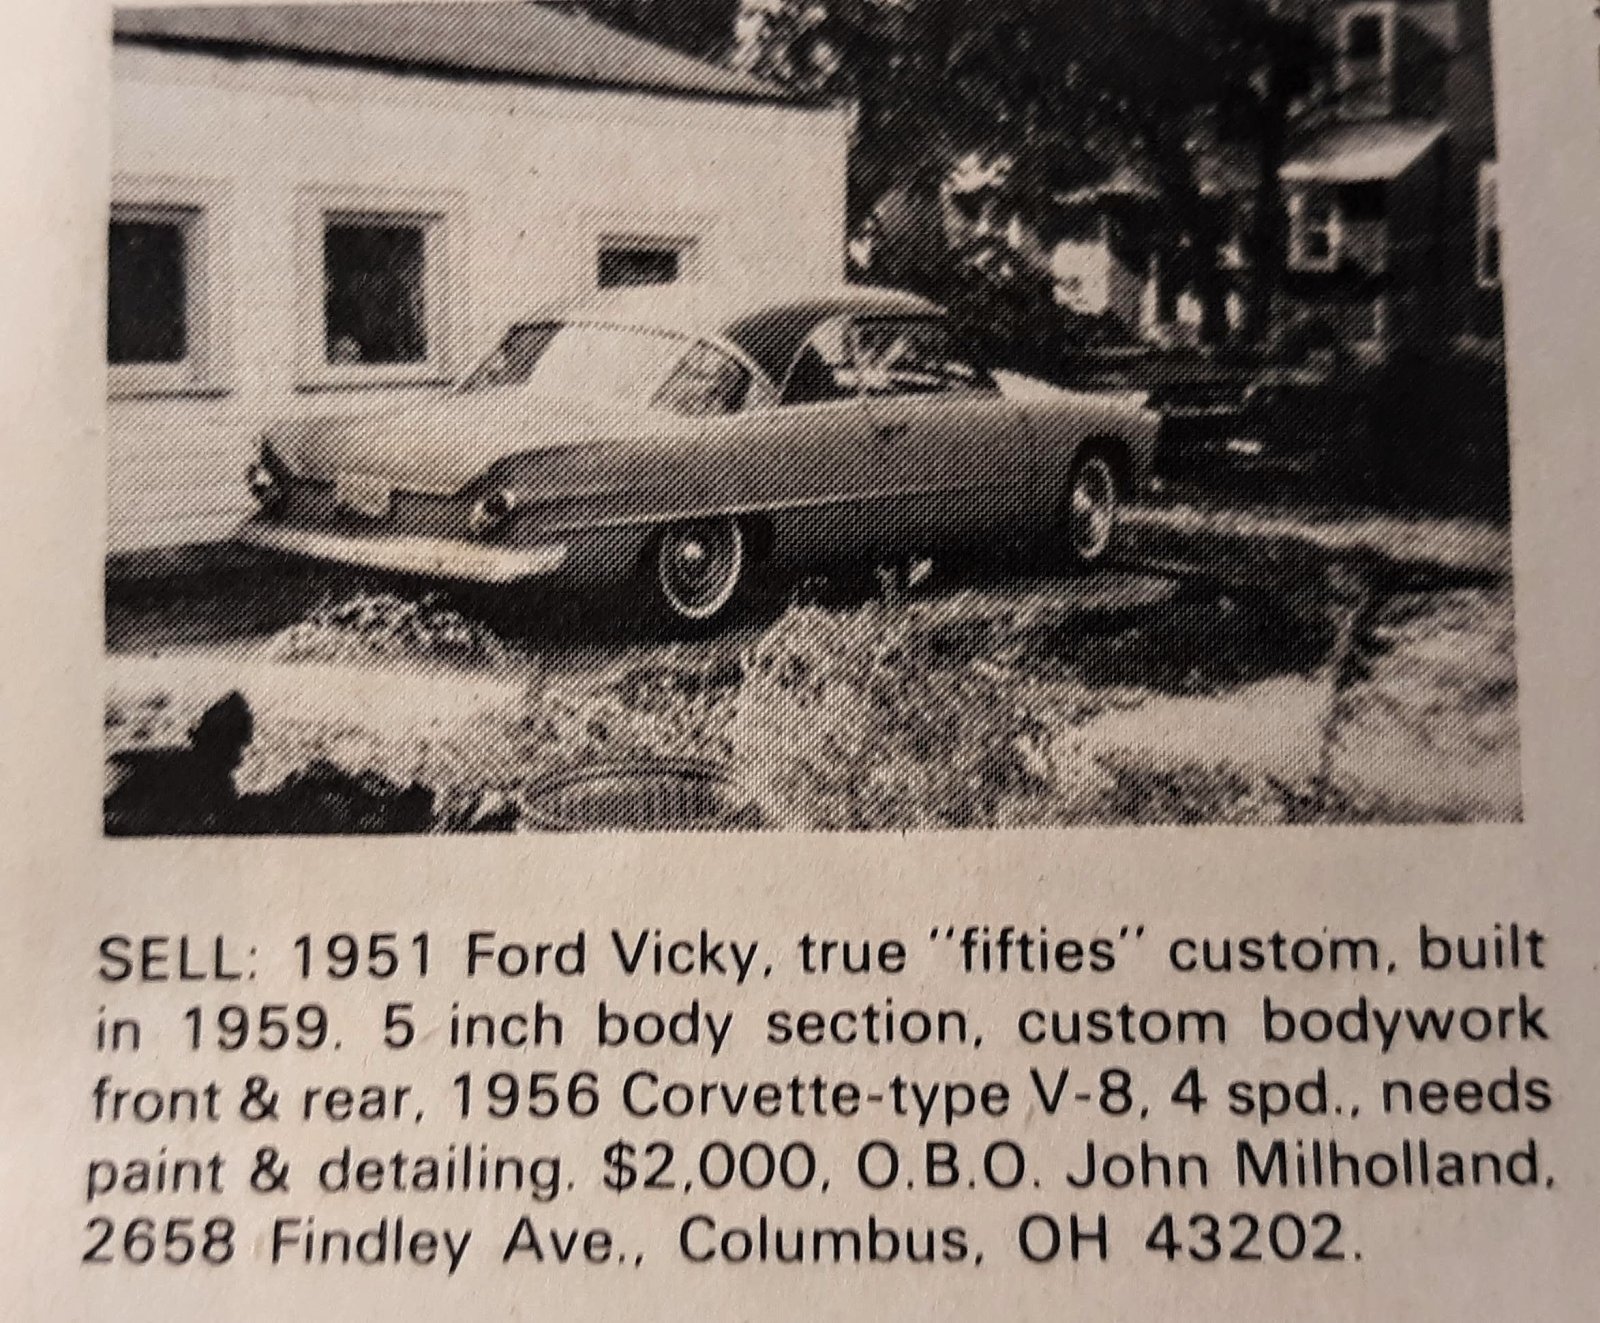 SELL: 1951 Ford Vicky, true "fifties" custom, built
in 1959. 5 inch body section, custom bodywork
front & rear, 1956 Corvette-type V-8, 4 spd., needs
paint & detailing. $2,000, O.B.O. John Milholland,
2658 Findley Ave., Columbus, OH 43202.